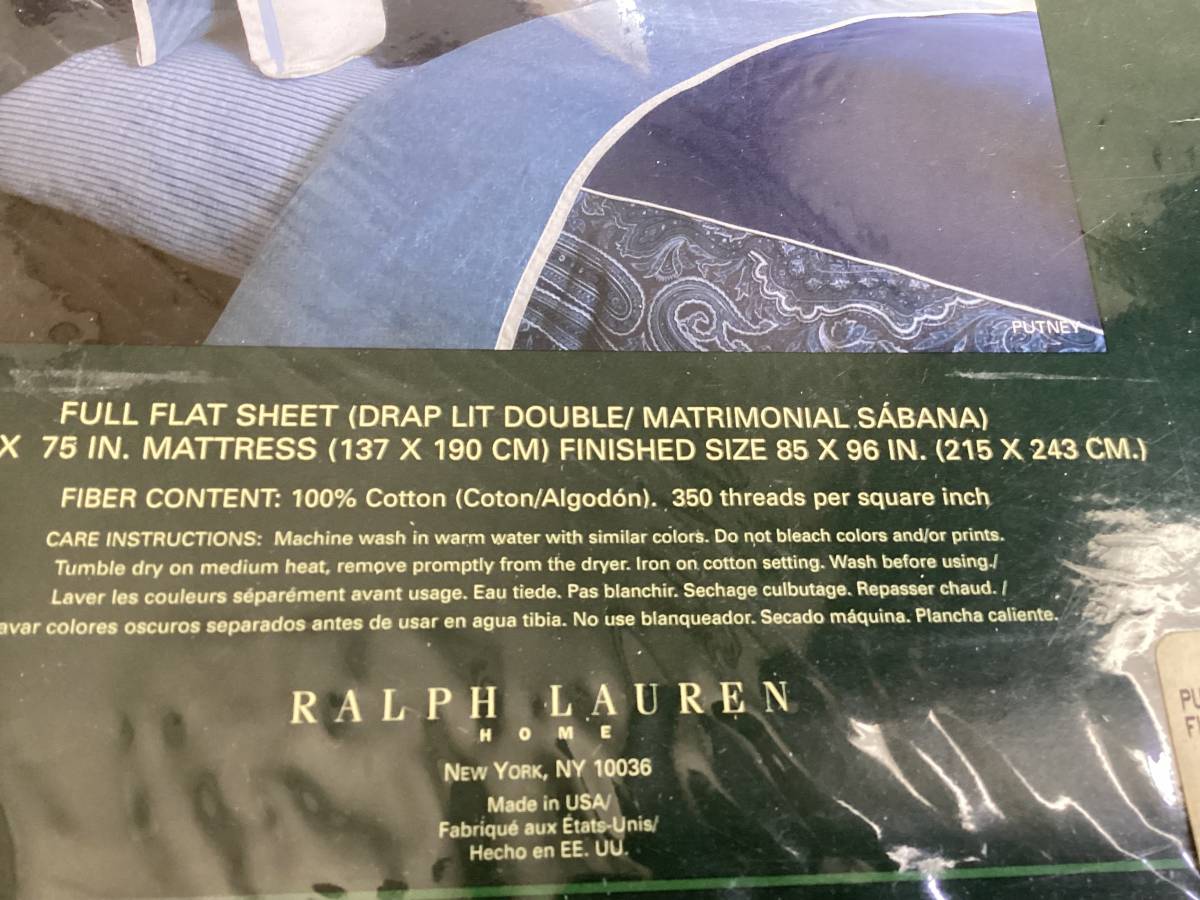 PUTNEY
FULL FLAT SHEET (DRAP LIT DOUBLE/ MATRIMONIAL SÁBANA)
X 75 IN. MATTRESS (137 X 190 CM) FINISHED SIZE 85 X 96 IN. (215 X 243 CM.)
FIBER CONTENT: 100% Cotton (Coton/Algodón). 350 threads per square inch
CARE INSTRUCTIONS: Machine wash in warm water with similar colors. Do not bleach colors and/or prints.
Tumble dry on medium heat, remove promptly from the dryer. Iron on cotton setting. Wash before using./
Laver les couleurs séparément avant usage. Eau tiede. Pas blanchir. Sechage culbutage. Repasser chaud. /
avar colores oscuros separados antes de usar en agua tibia. No use blanqueador. Secado máquina. Plancha caliente.
RALPH LAUREN
HOME
NEW YORK, NY 10036
Made in USA/
Fabriqué aux États-Unis/
Hecho en EE. UU.